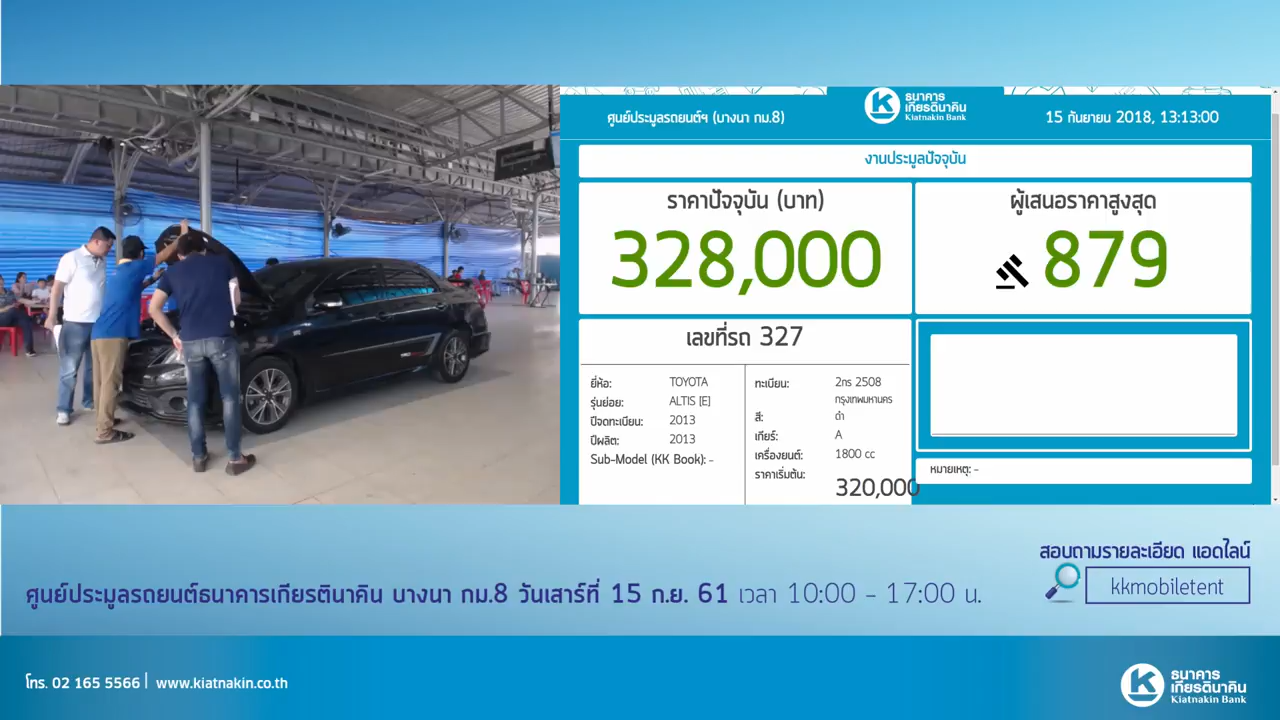 ศูนย์ประมูลรถยนต์ฯ (บางนา กม.8)
ธนาคาร
เกียรตินาคิน
Kiatnakin Bank
15 กันยายน 2018, 13:13:00
งานประมูลปัจจุบัน
ราคาปัจจุบัน (บาท)
328,000
ผู้เสนอราคาสูงสุด
879
เลขที่รถ 327
ยี่ห้อ: TOYOTA
รุ่นย่อย: ALTIS [E]
ปีจดทะเบียน: 2013
ปีผลิต: 2013
Sub-Model (KK Book): -
ทะเบียน: 2กร 2508
กรุงเทพมหานคร
สี: ดำ
เกียร์: A
เครื่องยนต์: 1800 cc
ราคาเริ่มต้น: 320,000
หมายเหตุ: -
สอบถามรายละเอียด แอดไลน์
kkmobiletent
ศูนย์ประมูลรถยนต์ธนาคารเกียรตินาคิน บางนา กม.8 วันเสาร์ที่ 15 ก.ย. 61 เวลา 10:00 - 17:00 น.
โทร. 02 165 5566 | www.kiatnakin.co.th
ธนาคาร
เกียรตินาคิน
Kiatnakin Bank